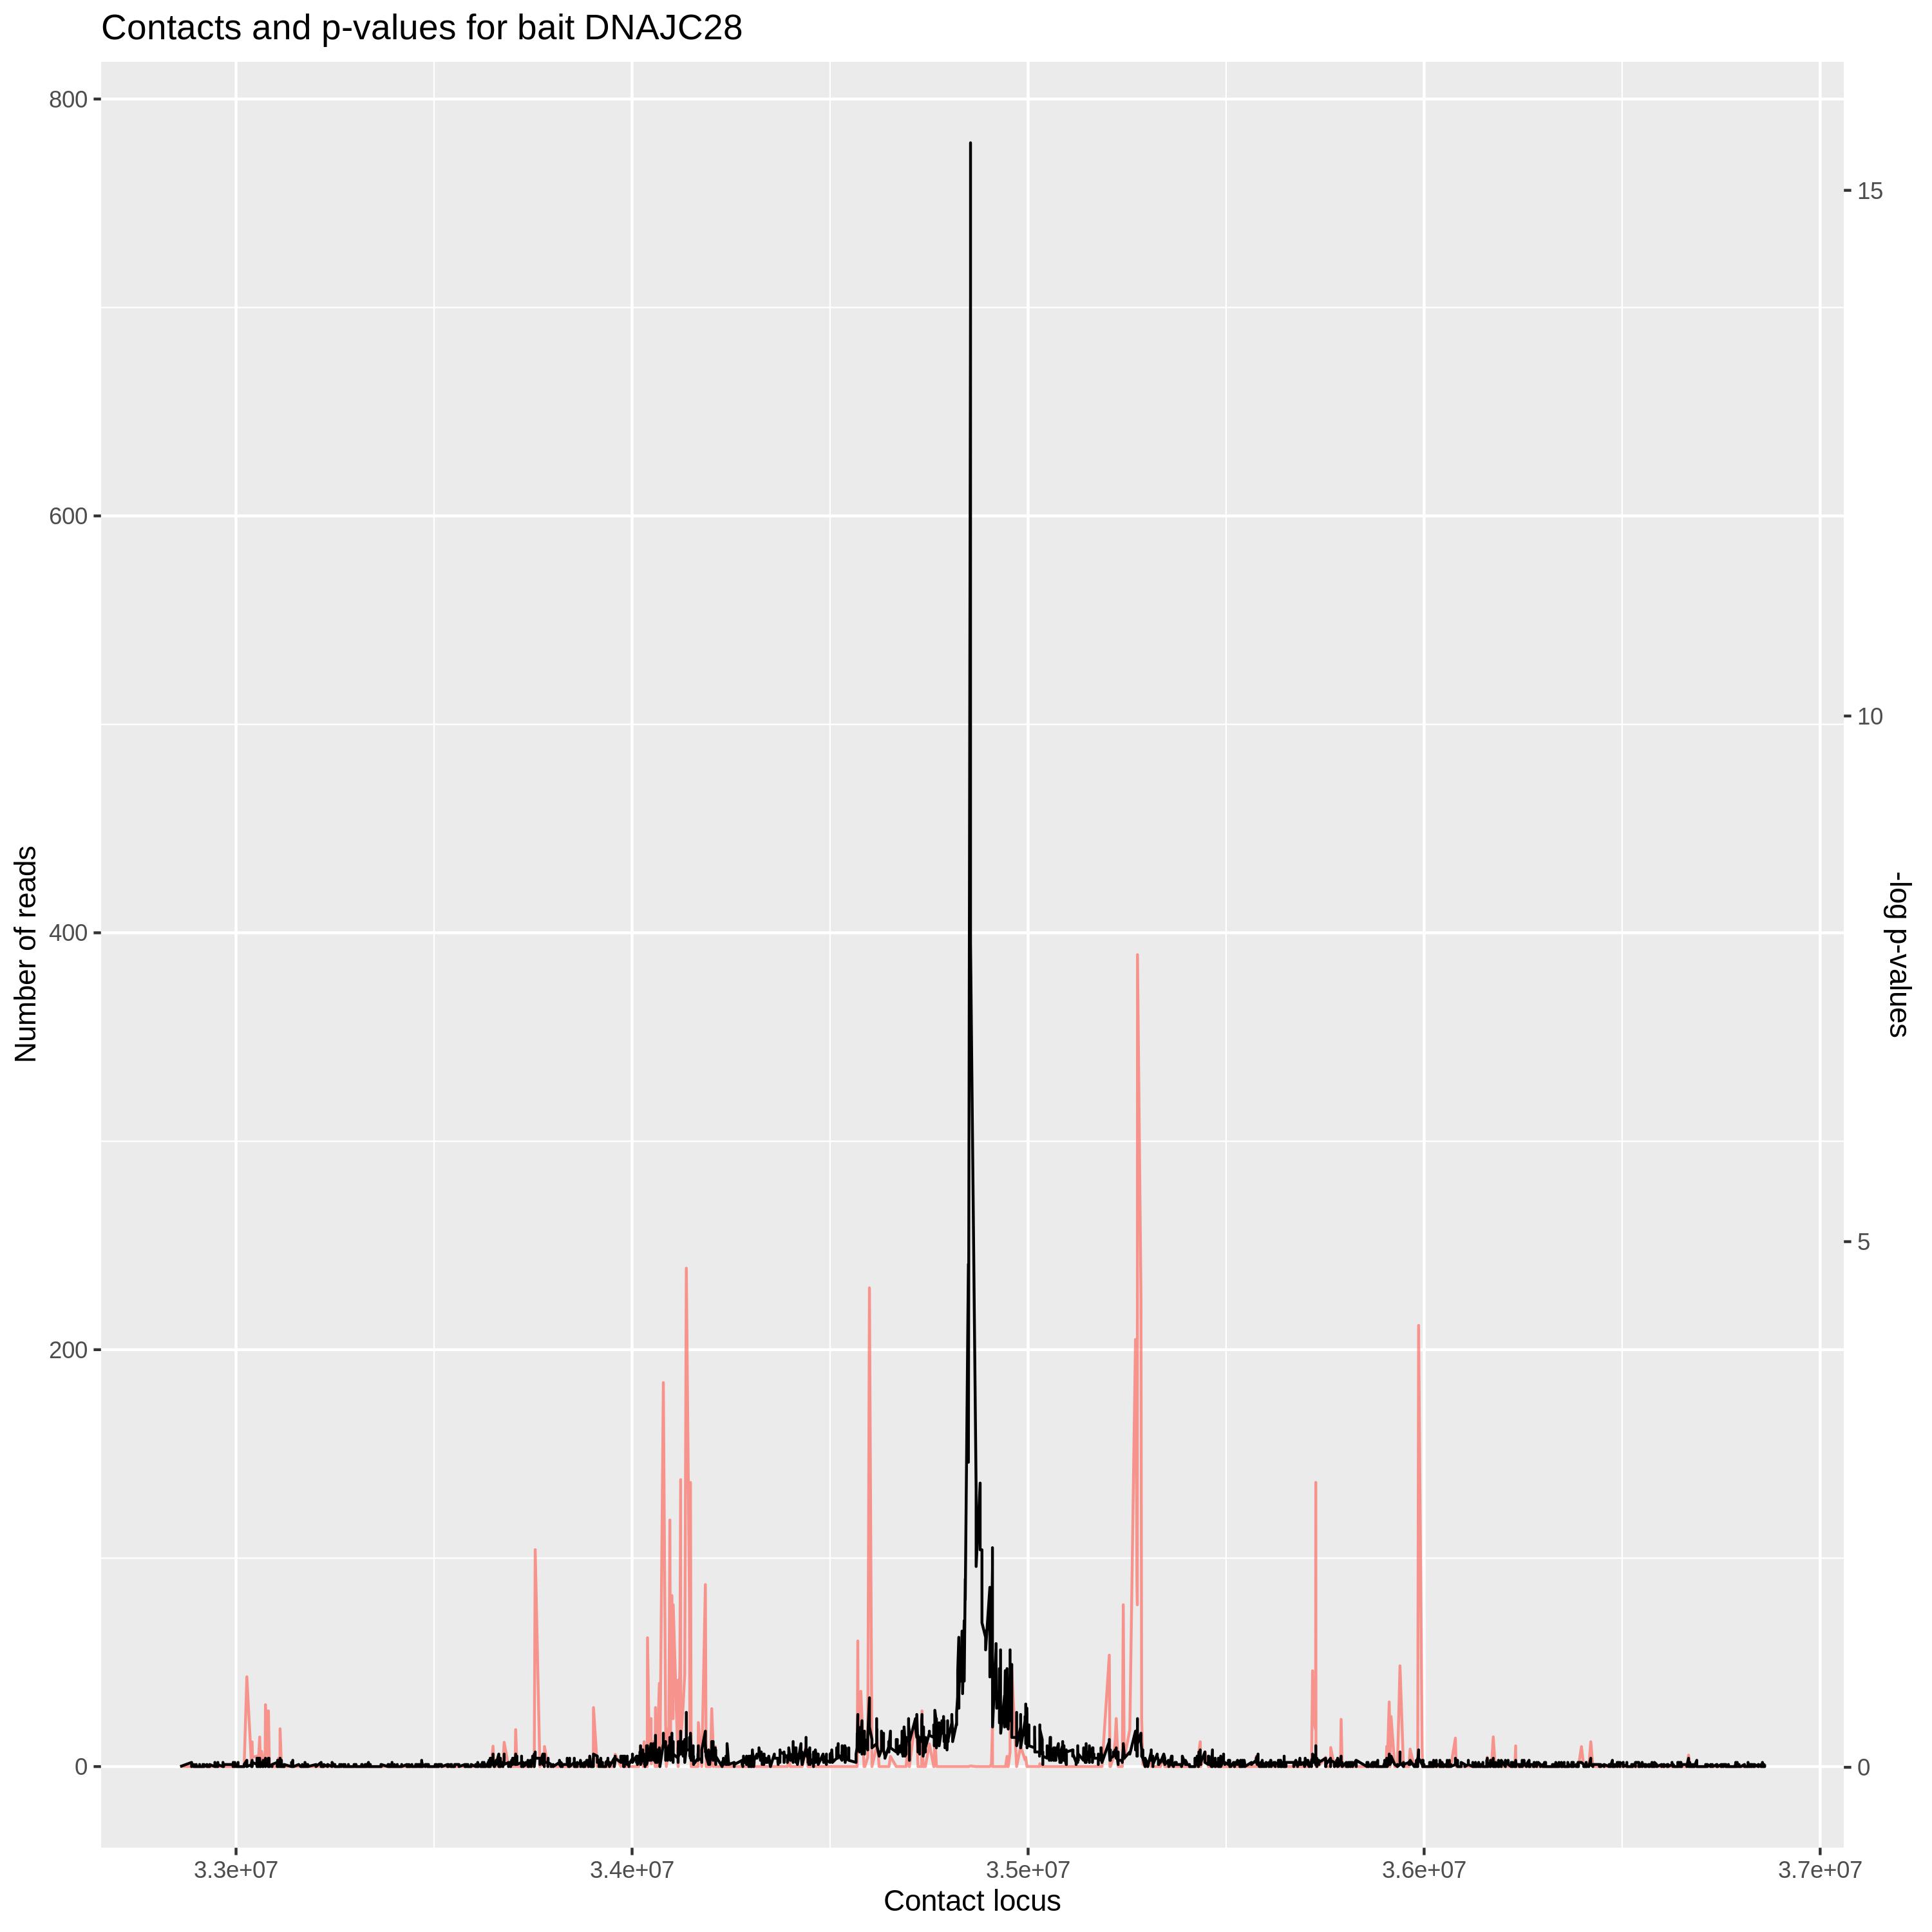 Contacts and p-values for bait DNAJC28
800
600
400
200
0
Number of reads
15
10
5
0
-log p-values
3.3e+07 3.4e+07 3.5e+07 3.6e+07 3.7e+07
Contact locus